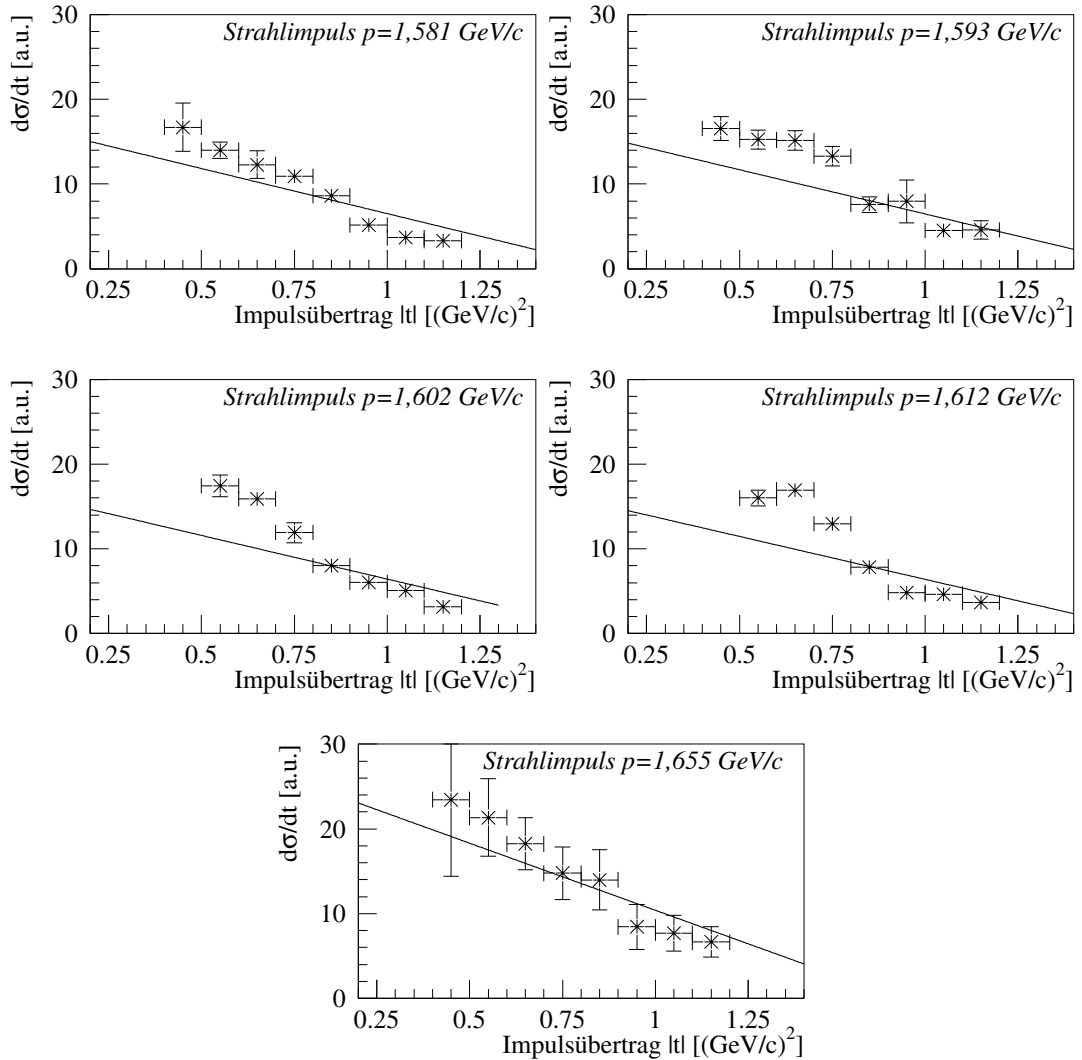 Strahlimpuls p=1,581 GeV/c
dσ/dt [a.u.]
30
20
10
0
0.25 0.5 0.75 1 1.25
Impulsübertrag |t| [(GeV/c)²]
Strahlimpuls p=1,593 GeV/c
dσ/dt [a.u.]
30
20
10
0
0.25 0.5 0.75 1 1.25
Impulsübertrag |t| [(GeV/c)²]
Strahlimpuls p=1,602 GeV/c
dσ/dt [a.u.]
30
20
10
0
0.25 0.5 0.75 1 1.25
Impulsübertrag |t| [(GeV/c)²]
Strahlimpuls p=1,612 GeV/c
dσ/dt [a.u.]
30
20
10
0
0.25 0.5 0.75 1 1.25
Impulsübertrag |t| [(GeV/c)²]
Strahlimpuls p=1,655 GeV/c
dσ/dt [a.u.]
30
20
10
0
0.25 0.5 0.75 1 1.25
Impulsübertrag |t| [(GeV/c)²]